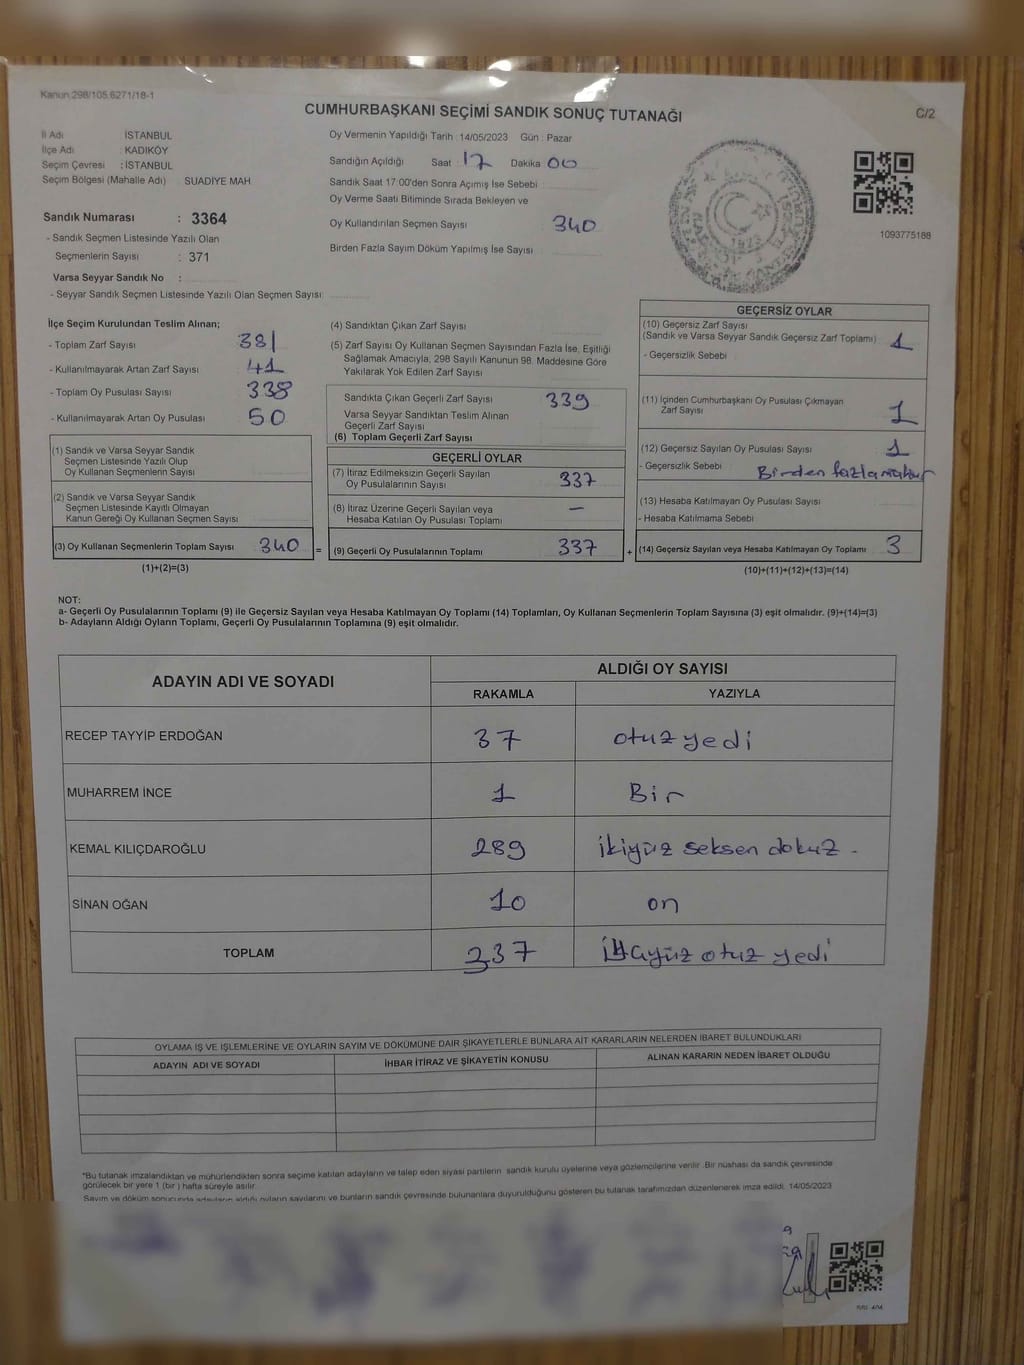 Kanun 298/105.6271/18-1
CUMHURBAŞKANI SEÇİMİ SANDIK SONUÇ TUTANAĞI
C/2
İl Adı : İSTANBUL
İlçe Adı : KADIKÖY
Seçim Çevresi : İSTANBUL
Seçim Bölgesi (Mahalle Adı) : SUADİYE MAH
Sandık Numarası : 3364
- Sandık Seçmen Listesinde Yazılı Olan
Seçmenlerin Sayısı : 371
Varsa Seyyar Sandık No :
- Seyyar Sandık Seçmen Listesinde Yazılı Olan Seçmen Sayısı:
Oy Vermenin Yapıldığı Tarih : 14/05/2023 Gün : Pazar
Sandığın Açıldığı Saat : 17 Dakika 00
Sandık Saat 17:00'den Sonra Açımış İse Sebebi
Oy Verme Saati Bitiminde Sırada Bekleyen ve
Oy Kullandırılan Seçmen Sayısı 340
Birden Fazla Sayım Döküm Yapılmış İse Sayısı
1093775188
İlçe Seçim Kurulundan Teslim Alınan;
- Toplam Zarf Sayısı 381
- Kullanılmayarak Artan Zarf Sayısı 41
- Toplam Oy Pusulası Sayısı 338
- Kullanılmayarak Artan Oy Pusulası 50
(1) Sandık ve Varsa Seyyar Sandık
Seçmen Listesinde Yazılı Olup
Oy Kullanan Seçmenlerin Sayısı
(2) Sandık ve Varsa Seyyar Sandık
Seçmen Listesinde Kayıtlı Olmayan
Kanun Gereği Oy Kullanan Seçmen Sayısı
(3) Oy Kullanan Seçmenlerin Toplam Sayısı 340 =
(1)+(2)=(3)
(4) Sandıktan Çıkan Zarf Sayısı
(5) Zarf Sayısı Oy Kullanan Seçmen Sayısından Fazla İse, Eşitliği
Sağlamak Amacıyla, 298 Sayılı Kanunun 98. Maddesine Göre
Yakılarak Yok Edilen Zarf Sayısı
Sandıkta Çıkan Geçerli Zarf Sayısı 339
Varsa Seyyar Sandıktan Teslim Alınan
Geçerli Zarf Sayısı
(6) Toplam Geçerli Zarf Sayısı
GEÇERLİ OYLAR
(7) İtiraz Edilmeksizin Geçerli Sayılan
Oy Pusulalarının Sayısı 337
(8) İtiraz Üzerine Geçerli Sayılan veya
Hesaba Katılan Oy Pusulası Toplamı —
(9) Geçerli Oy Pusulalarının Toplamı 337 +
GEÇERSİZ OYLAR
(10) Geçersiz Zarf Sayısı
(Sandık ve Varsa Seyyar Sandık Geçersiz Zarf Toplamı) 1
- Geçersizlik Sebebi
(11) İçinden Cumhurbaşkanı Oy Pusulası Çıkmayan
Zarf Sayısı 1
(12) Geçersiz Sayılan Oy Pusulası Sayısı 1
- Geçersizlik Sebebi Birden fazla
(13) Hesaba Katılmayan Oy Pusulası Sayısı
- Hesaba Katılmama Sebebi
(14) Geçersiz Sayılan veya Hesaba Katılmayan Oy Toplamı 3
(10)+(11)+(12)+(13)=(14)
NOT:
a- Geçerli Oy Pusulalarının Toplamı (9) ile Geçersiz Sayılan veya Hesaba Katılmayan Oy Toplamı (14) Toplamları, Oy Kullanan Seçmenlerin Toplam Sayısına (3) eşit olmalıdır. (9)+(14)=(3)
b- Adayların Aldığı Oyların Toplamı, Geçerli Oy Pusulalarının Toplamına (9) eşit olmalıdır.
ADAYIN ADI VE SOYADI
ALDIĞI OY SAYISI
RAKAMLA YAZIYLA
RECEP TAYYİP ERDOĞAN 37 otuz yedi
MUHARREM İNCE 1 Bir
KEMAL KILIÇDAROĞLU 289 ikiyüz seksen dokuz -
SİNAN OĞAN 10 on
TOPLAM 337 otuz yedi
OYLAMA İŞ VE İŞLEMLERİNE VE OYLARIN SAYIM VE DÖKÜMÜNE DAİR ŞİKAYETLERLE BUNLARA AİT KARARLARIN NELERDEN İBARET BULUNDUKLARI
ADAYIN ADI VE SOYADI İHBAR İTİRAZ VE ŞİKAYETİN KONUSU ALINAN KARARIN NEDEN İBARET OLDUĞU
*Bu tutanak imzalandıktan ve mühürlendikten sonra seçime katılan adayların ve talep eden siyasi partilerin sandık kurulu üyelerine veya gözlemcilerine verilir. Bir nüshası da sandık çevresinde
görülecek bir yere 1 (bir) hafta süreyle asılır.
Sayım ve döküm sonucunda adayların aldığı oyların sayılarını ve bunların sandık çevresinde bulunanlara duyurulduğunu gösteren bu tutanak tarafımızdan düzenlenerek imza edildi. 14/05/2023